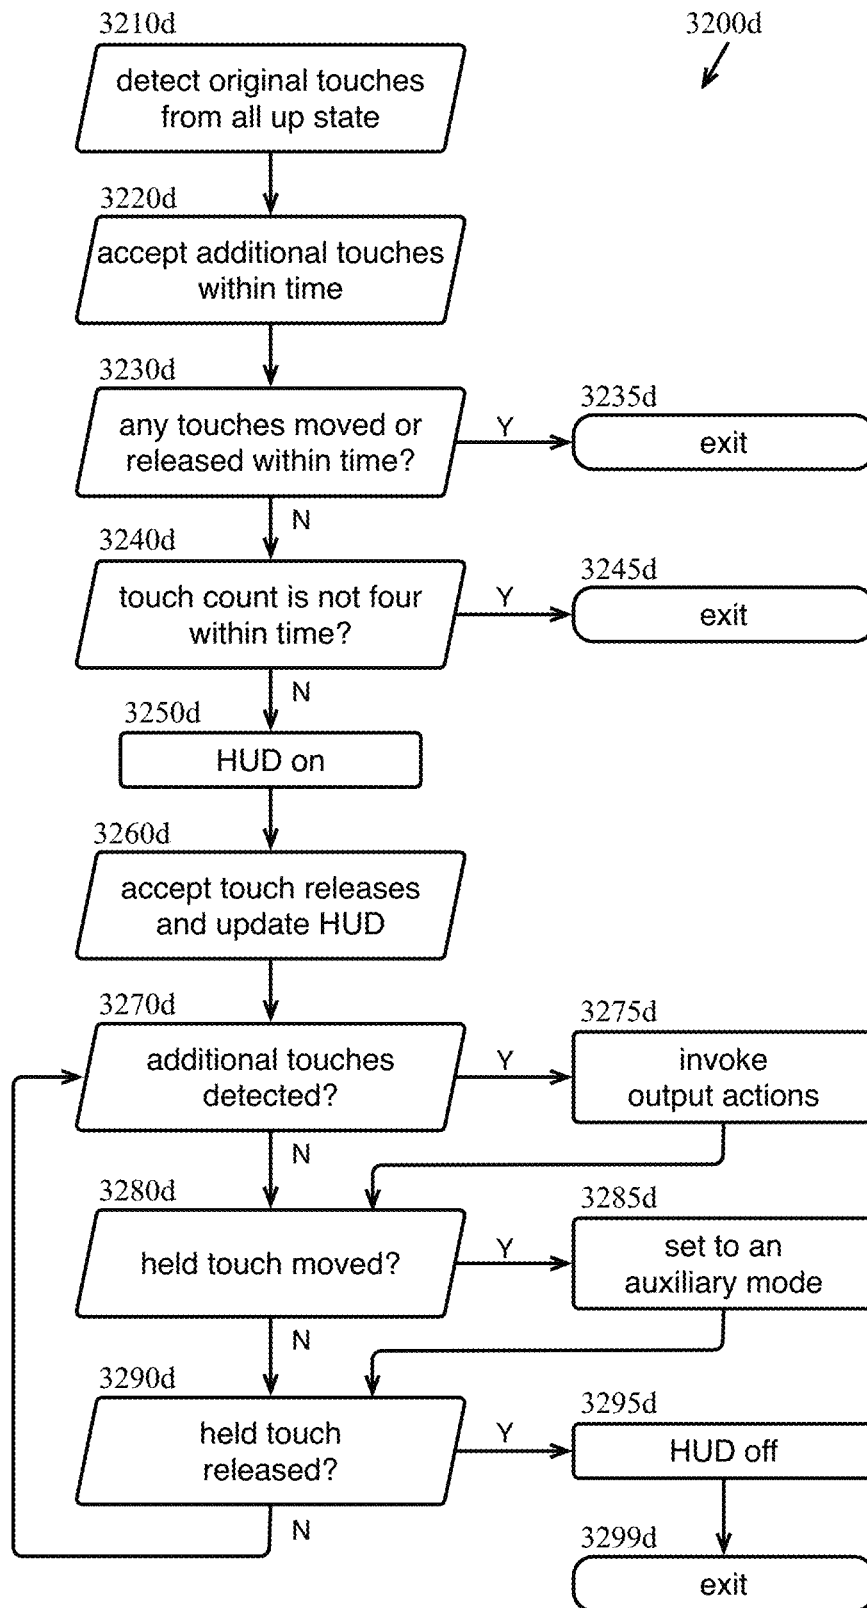 3210d
3200d
detect original touches
from all up state
3220d
accept additional touches
within time
3230d
any touches moved or
released within time?
Y
3235d
exit
N
3240d
touch count is not four
within time?
Y
3245d
exit
N
3250d
HUD on
3260d
accept touch releases
and update HUD
3270d
additional touches
detected?
Y
3275d
invoke
output actions
N
3280d
held touch moved?
Y
3285d
set to an
auxiliary mode
N
3290d
held touch
released?
Y
3295d
HUD off
N
3299d
exit